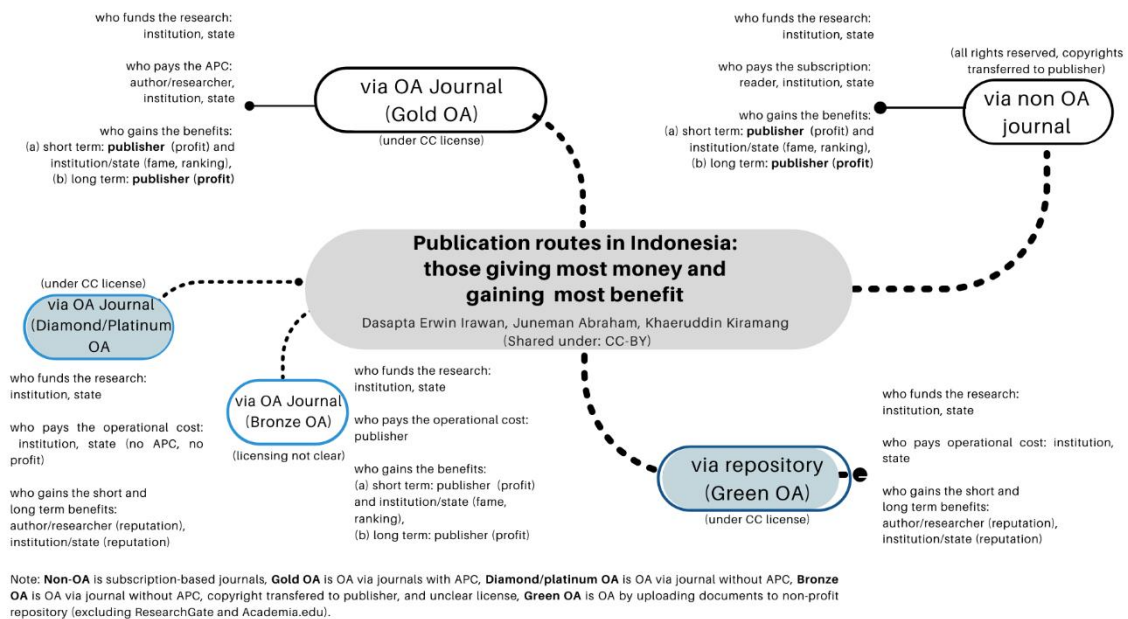 who funds the research:
institution, state
who pays the APC:
author/researcher,
institution, state
who gains the benefits:
(a) short term: publisher (profit) and
institution/state (fame, ranking),
(b) long term: publisher (profit)
via OA Journal
(Gold OA)
(under CC license)
who funds the research:
institution, state
who pays the subscription:
reader, institution, state
who gains the benefits:
(a) short term: publisher (profit) and
institution/state (fame, ranking),
(b) long term: publisher (profit)
(all rights reserved, copyrights
transferred to publisher)
via non OA
journal
Publication routes in Indonesia:
those giving most money and
gaining most benefit
Dasapta Erwin Irawan, Juneman Abraham, Khaeruddin Kiramang
(Shared under: CC-BY)
(under CC license)
via OA Journal
(Diamond/Platinum
OA
who funds the research:
institution, state
who pays the operational cost:
institution, state (no APC, no
profit)
who gains the short and
long term benefits:
author/researcher (reputation),
institution/state (reputation)
via OA Journal
(Bronze OA)
(licensing not clear)
who funds the research:
institution, state
who pays the operational cost:
publisher
who gains the benefits:
(a) short term: publisher (profit)
and institution/state (fame,
ranking),
(b) long term: publisher (profit)
via repository
(Green OA)
(under CC license)
who funds the research:
institution, state
who pays operational cost: institution,
state
who gains the short and
long term benefits:
author/researcher (reputation),
institution/state (reputation)
Note: Non-OA is subscription-based journals, Gold OA is OA via journals with APC, Diamond/platinum OA is OA via journal without APC, Bronze
OA is OA via journal without APC, copyright transfered to publisher, and unclear license, Green OA is OA by uploading documents to non-profit
repository (excluding ResearchGate and Academia.edu).